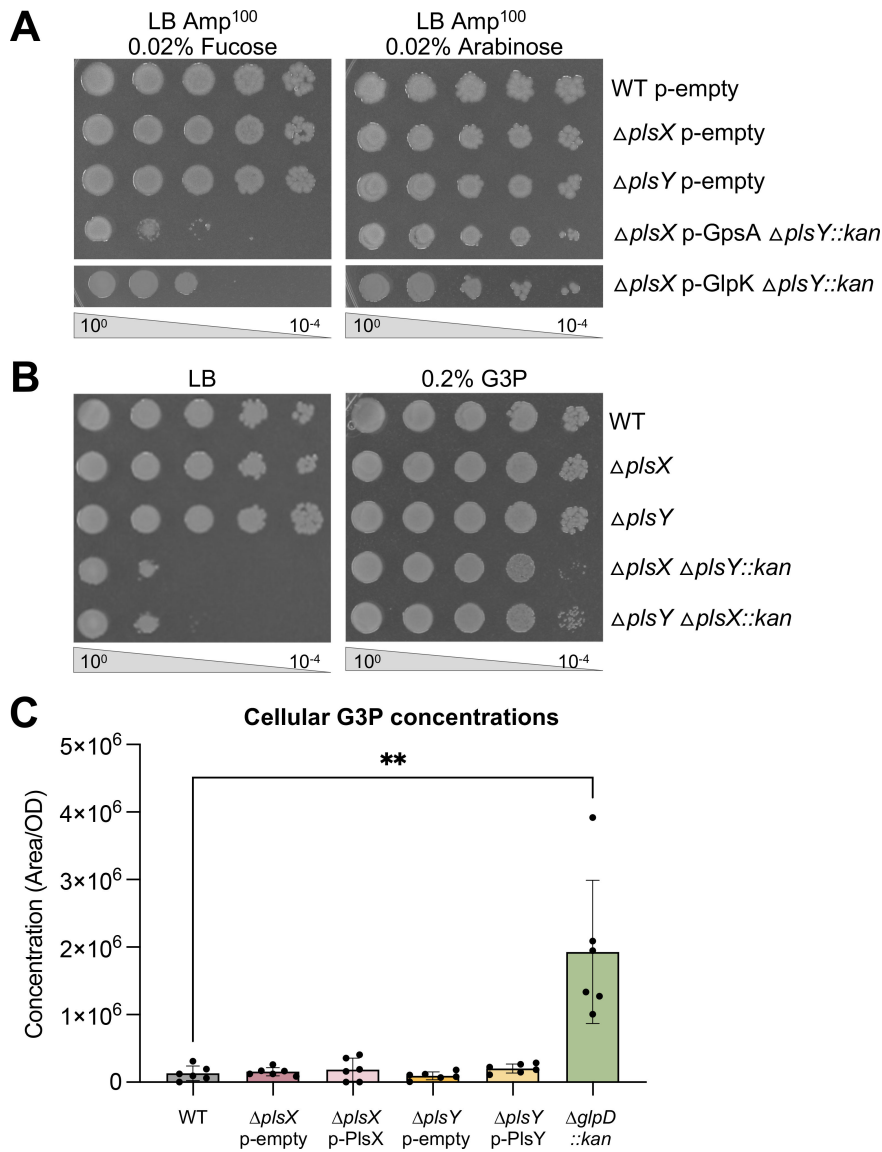 A
LB Amp¹⁰⁰
0.02% Fucose
LB Amp¹⁰⁰
0.02% Arabinose
WT p-empty
ΔplsX p-empty
ΔplsY p-empty
ΔplsX p-GpsA ΔplsY::kan
ΔplsX p-GlpK ΔplsY::kan
10⁰ 10⁻⁴
10⁰ 10⁻⁴
B
LB
0.2% G3P
WT
ΔplsX
ΔplsY
ΔplsX ΔplsY::kan
ΔplsY ΔplsX::kan
10⁰ 10⁻⁴
10⁰ 10⁻⁴
C
Cellular G3P concentrations
Concentration (Area/OD)
5×10⁶
4×10⁶
3×10⁶
2×10⁶
1×10⁶
0
**
WT
ΔplsX
p-empty
ΔplsX
p-PlsX
ΔplsY
p-empty
ΔplsY
p-PlsY
ΔglpD
::kan